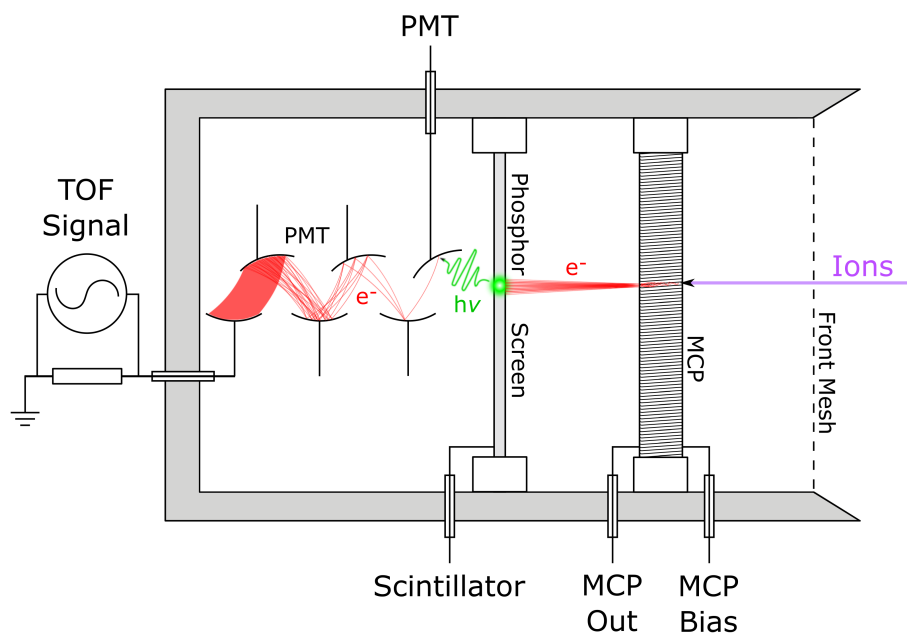 PMT
TOF
Signal
PMT
e-
hν
Phosphor
Screen
e-
MCP
Ions
Front Mesh
Scintillator
MCP
Out
MCP
Bias